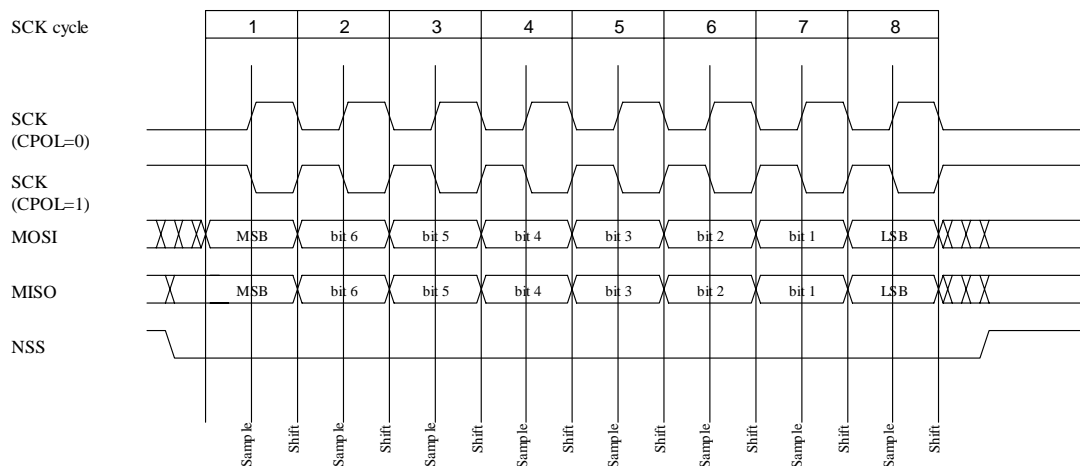 SCK cycle 1 2 3 4 5 6 7 8
SCK
(CPOL=0)
SCK
(CPOL=1)
MOSI MSB bit 6 bit 5 bit 4 bit 3 bit 2 bit 1 LSB
MISO MSB bit 6 bit 5 bit 4 bit 3 bit 2 bit 1 LSB
NSS
Sample Shift Sample Shift Sample Shift Sample Shift Sample Shift Sample Shift Sample Shift Sample Shift